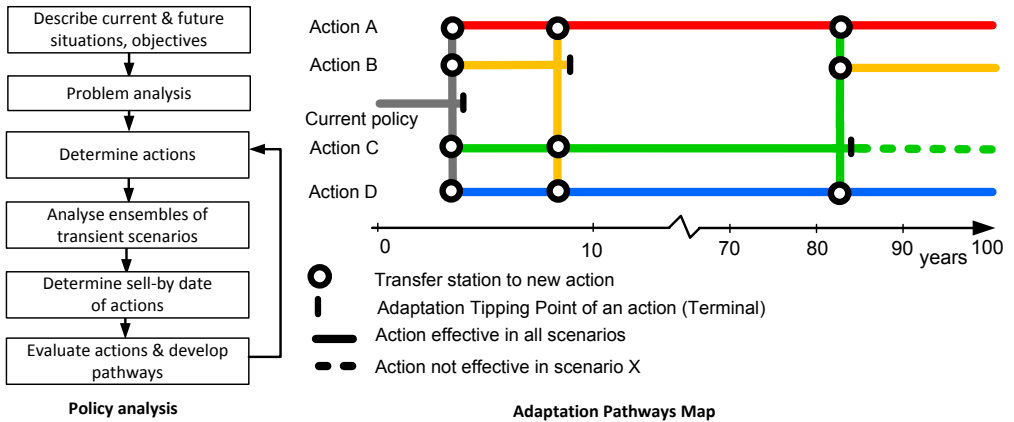 Describe current & future
situations, objectives
Problem analysis
Determine actions
Analyse ensembles of
transient scenarios
Determine sell-by date
of actions
Evaluate actions & develop
pathways
Policy analysis
Action A
Action B
Current policy
Action C
Action D
0
10
70
80
90
100
years
Transfer station to new action
Adaptation Tipping Point of an action (Terminal)
Action effective in all scenarios
Action not effective in scenario X
Adaptation Pathways Map